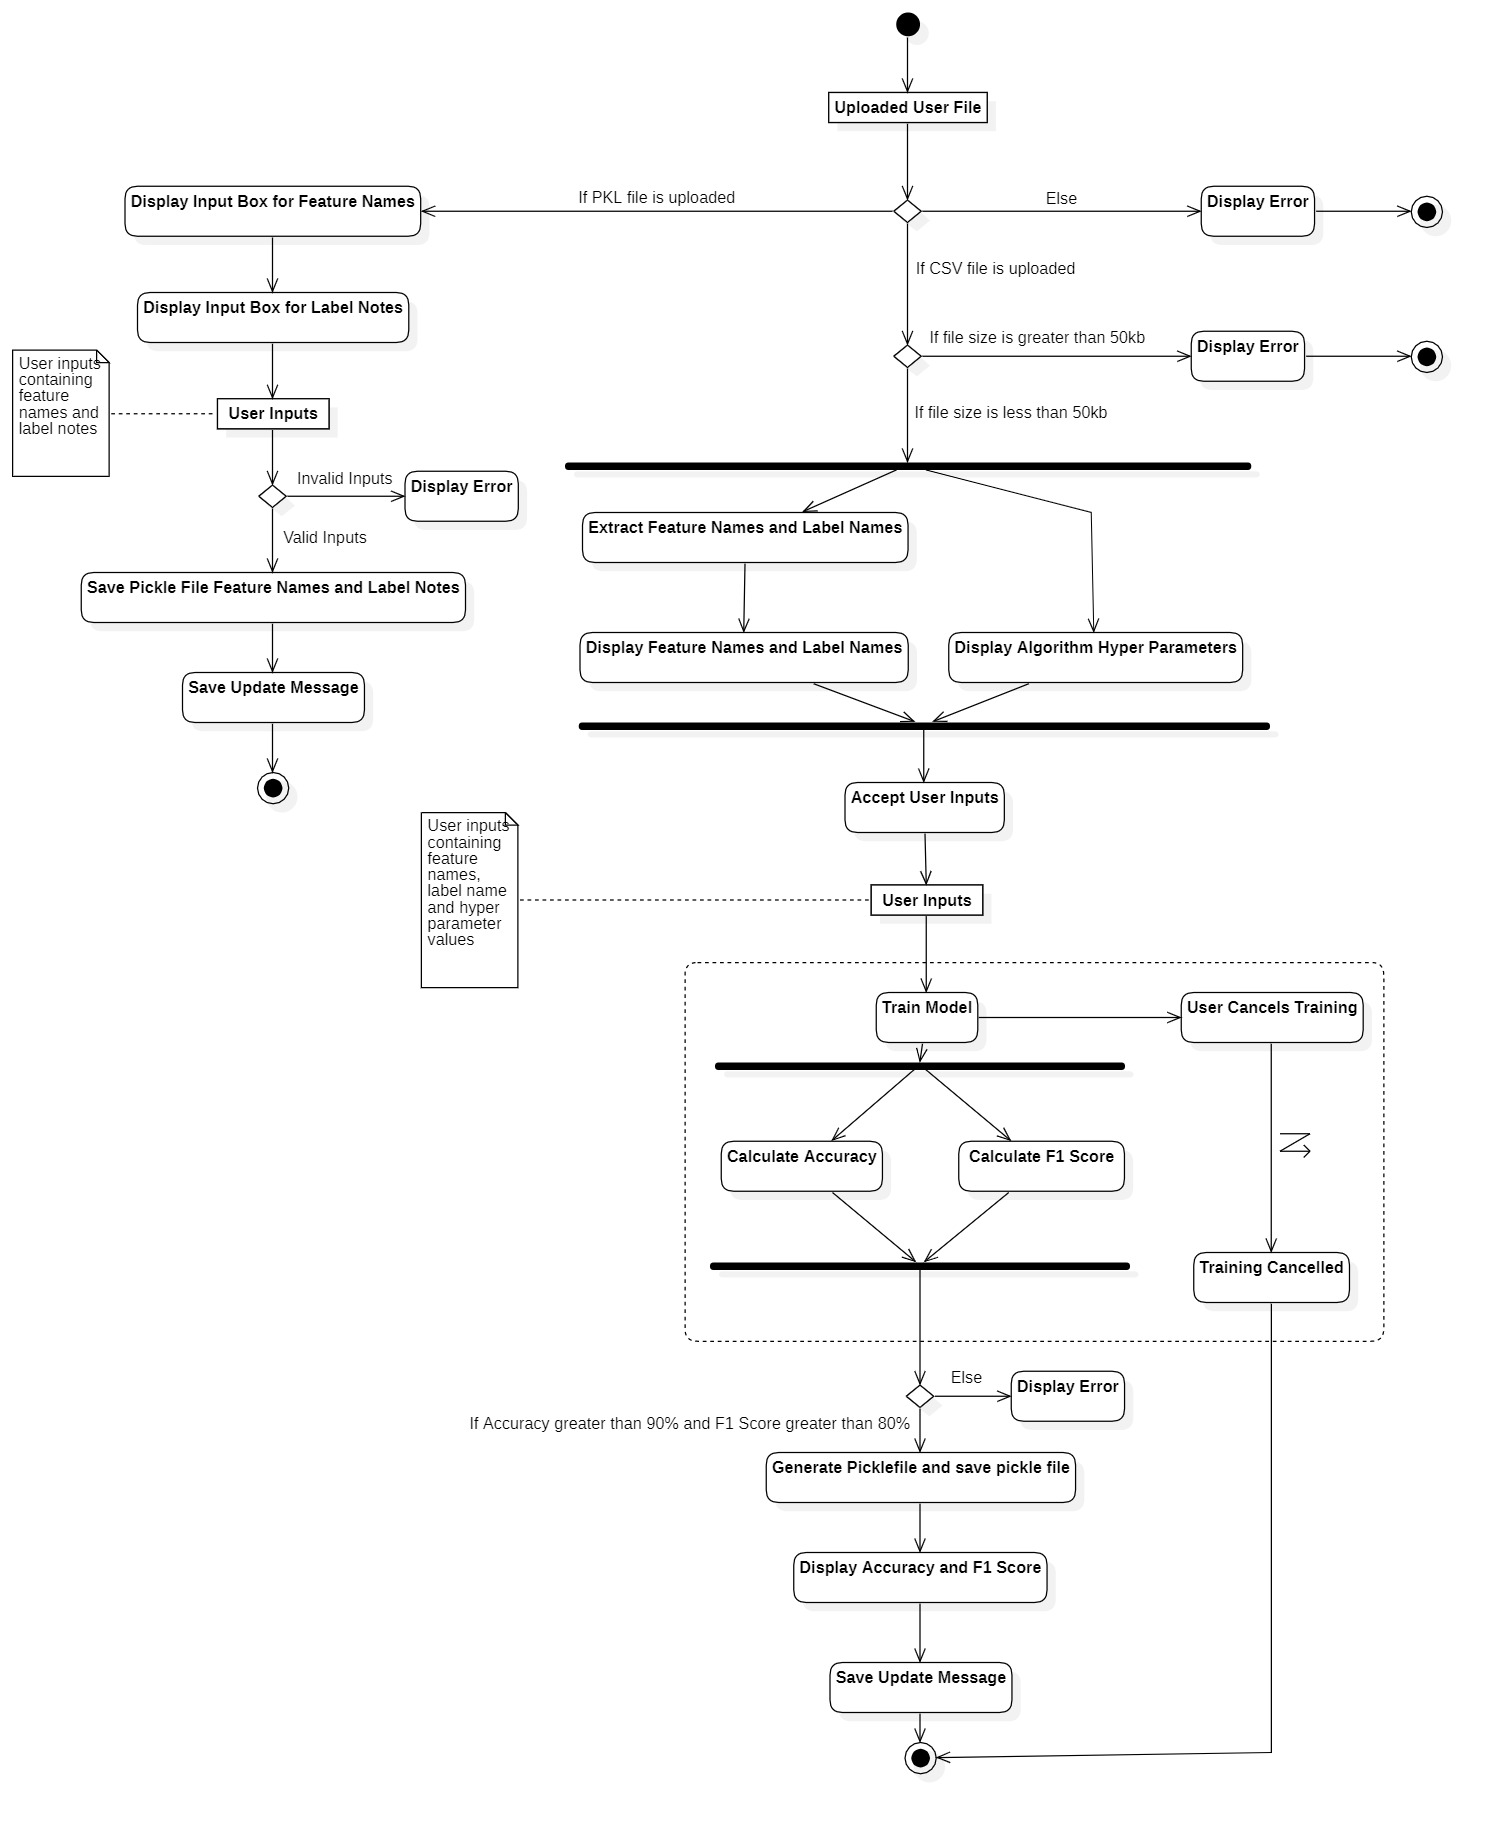 Uploaded User File
If PKL file is uploaded
Else
Display Input Box for Feature Names
Display Error
If CSV file is uploaded
Display Input Box for Label Notes
If file size is greater than 50kb
Display Error
User inputs
containing
feature
names and
label notes
User Inputs
If file size is less than 50kb
Invalid Inputs
Display Error
Valid Inputs
Extract Feature Names and Label Names
Save Pickle File Feature Names and Label Notes
Display Feature Names and Label Names
Display Algorithm Hyper Parameters
Save Update Message
Accept User Inputs
User inputs
containing
feature
names,
label name
and hyper
parameter
values
User Inputs
Train Model
User Cancels Training
Calculate Accuracy
Calculate F1 Score
Training Cancelled
Else
Display Error
If Accuracy greater than 90% and F1 Score greater than 80%
Generate Picklefile and save pickle file
Display Accuracy and F1 Score
Save Update Message